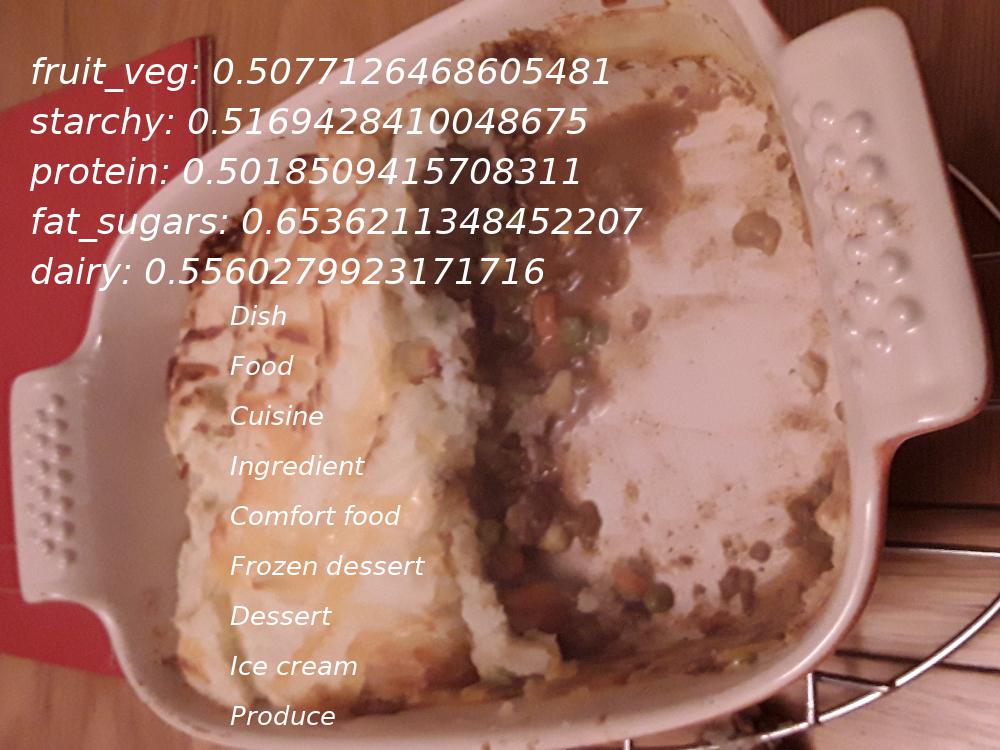 fruit_veg: 0.5077126468605481
starchy: 0.5169428410048675
protein: 0.5018509415708311
fat_sugars: 0.6536211348452207
dairy: 0.5560279923171716
Dish
Food
Cuisine
Ingredient
Comfort food
Frozen dessert
Dessert
Ice cream
Produce